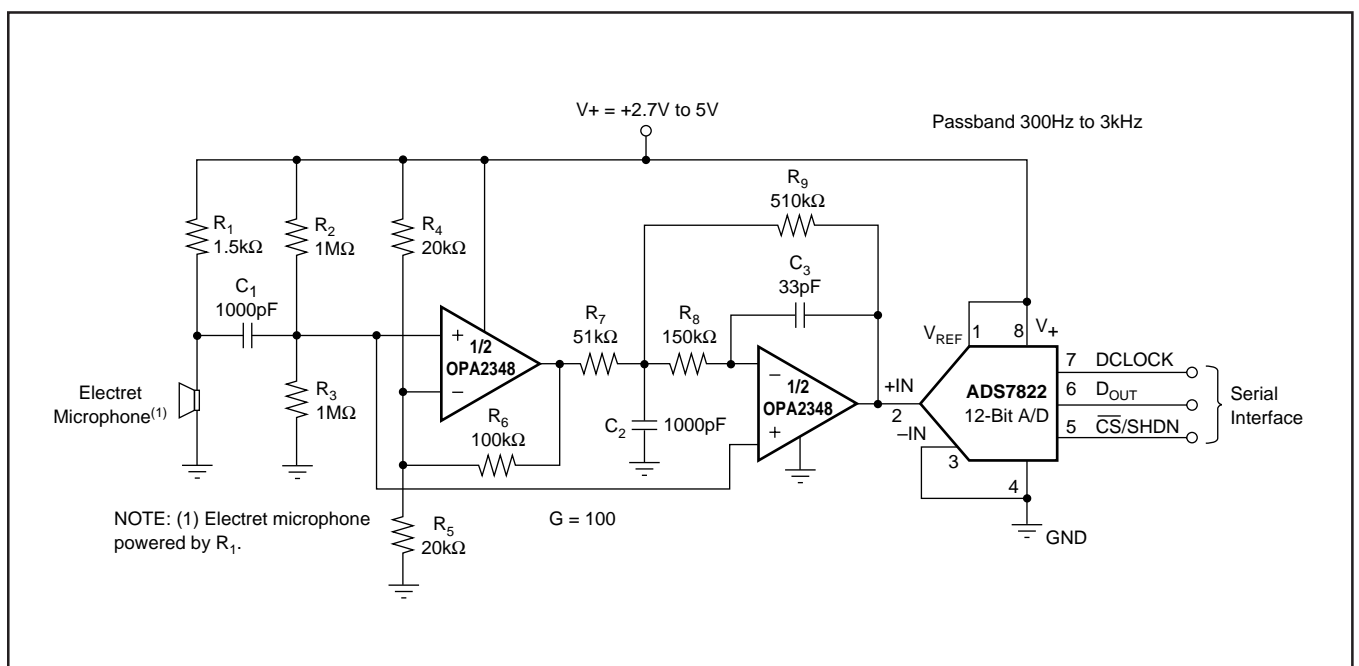 V+ = +2.7V to 5V
Passband 300Hz to 3kHz
R1
1.5kΩ
R2
1MΩ
R4
20kΩ
R9
510kΩ
C3
33pF
C1
1000pF
R7
51kΩ
R8
150kΩ
VREF
1
8
V+
+
1/2
OPA2348
–
–
1/2
OPA2348
+
7
DCLOCK
+IN
2
ADS7822
12-Bit A/D
6
DOUT
Serial
Interface
–IN
3
5
CS/SHDN
4
GND
Electret
Microphone(1)
R3
1MΩ
R6
100kΩ
C2
1000pF
NOTE: (1) Electret microphone
powered by R1.
R5
20kΩ
G = 100